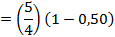 = (5/4) (1 – 0,50)